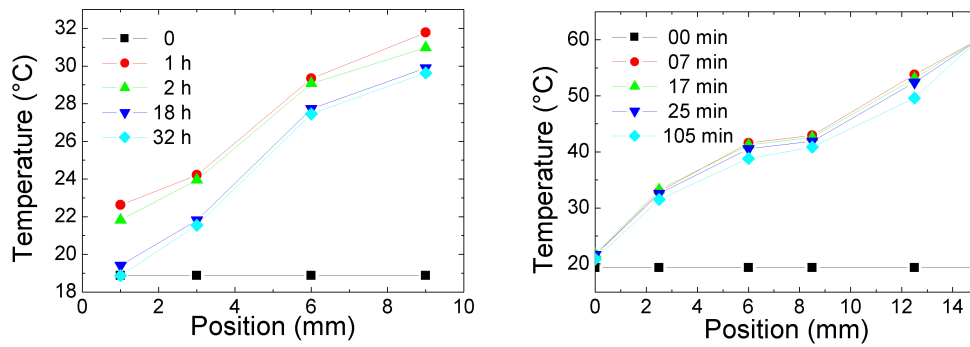 32
30
28
26
24
22
20
18
Temperature (°C)
0
1 h
2 h
18 h
32 h
0 2 4 6 8 10
Position (mm)
60
50
40
30
20
Temperature (°C)
00 min
07 min
17 min
25 min
105 min
0 2 4 6 8 10 12 14
Position (mm)